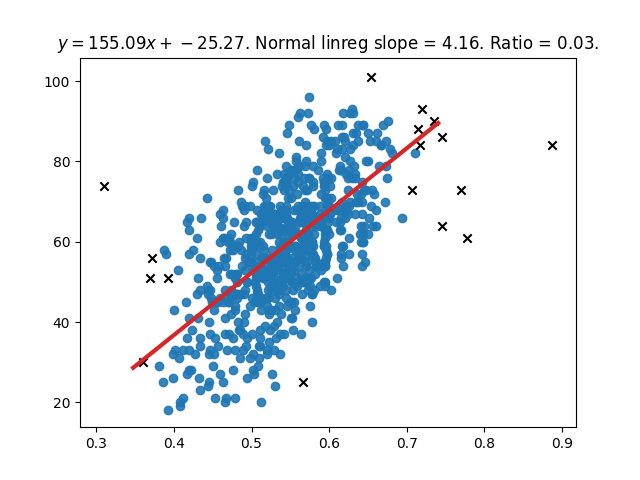 y = 155.09x + −25.27. Normal linreg slope = 4.16. Ratio = 0.03.
100
80
60
40
20
0.3 0.4 0.5 0.6 0.7 0.8 0.9